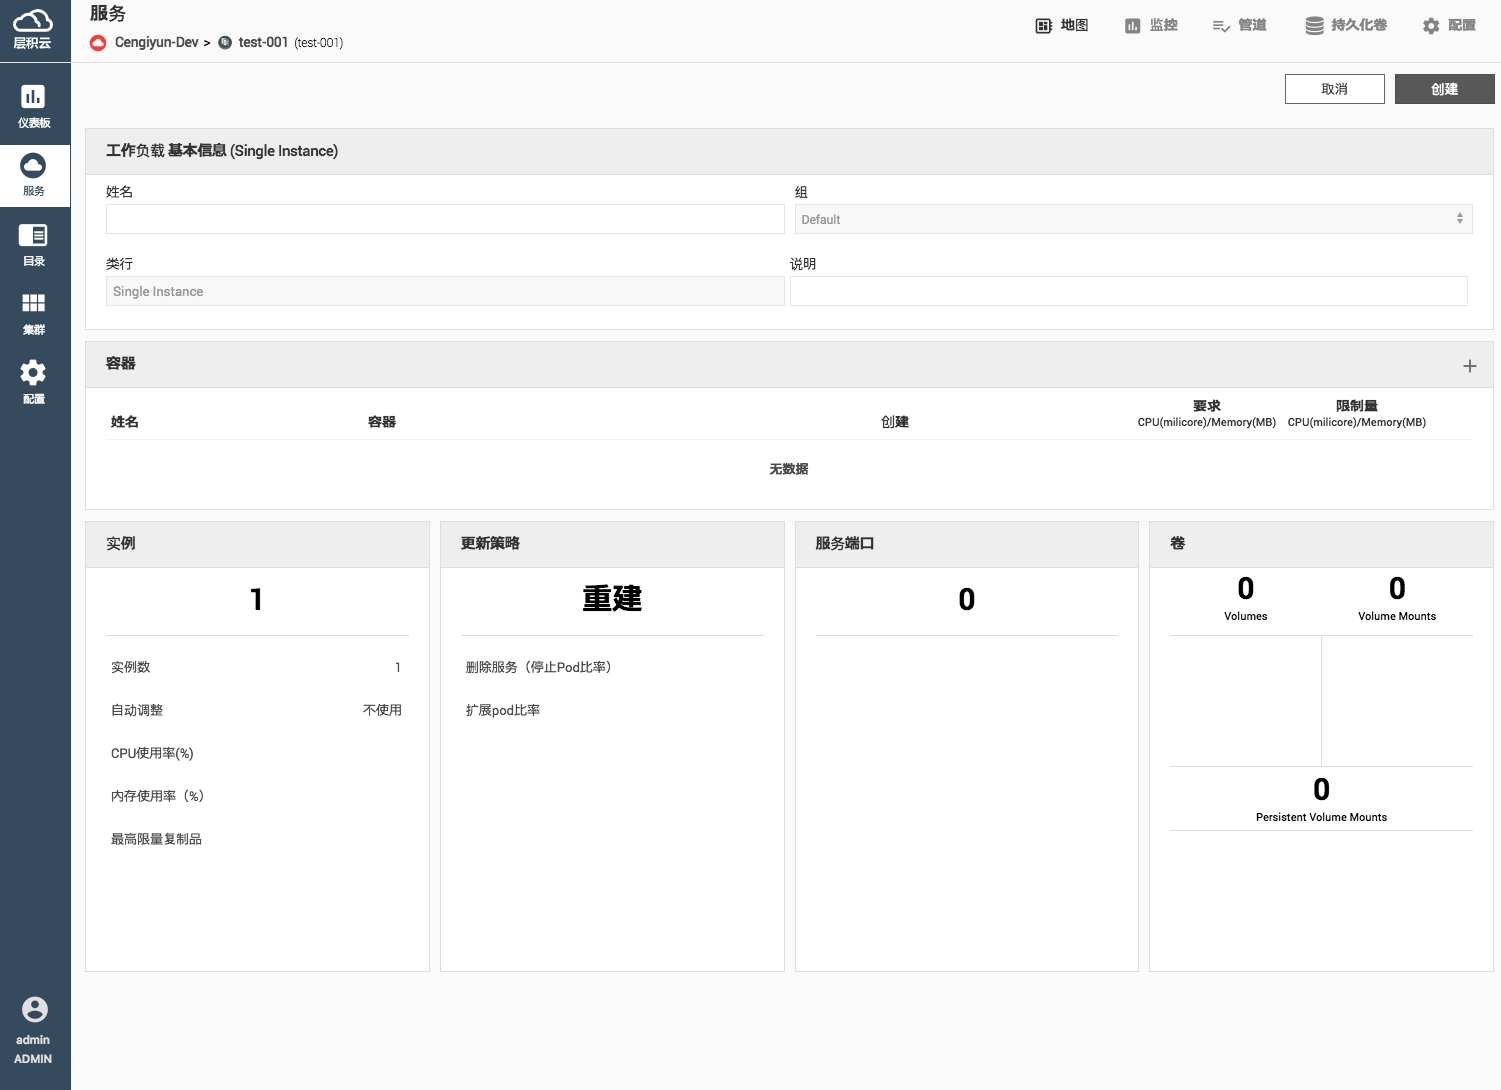 层积云
服务
Cengiyun-Dev > test-001 (test-001)
地图
监控
管道
持久化卷
配置
仪表板
服务
目录
集群
配置
admin
ADMIN
取消
创建
工作负载 基本信息 (Single Instance)
姓名
组
Default
类行
说明
Single Instance
容器
姓名
容器
创建
要求
CPU(milicore)/Memory(MB)
限制量
CPU(milicore)/Memory(MB)
无数据
实例
1
实例数 1
自动调整 不使用
CPU使用率(%)
内存使用率（%）
最高限量复制品
更新策略
重建
删除服务（停止Pod比率）
扩展pod比率
服务端口
0
卷
0
Volumes
0
Volume Mounts
0
Persistent Volume Mounts